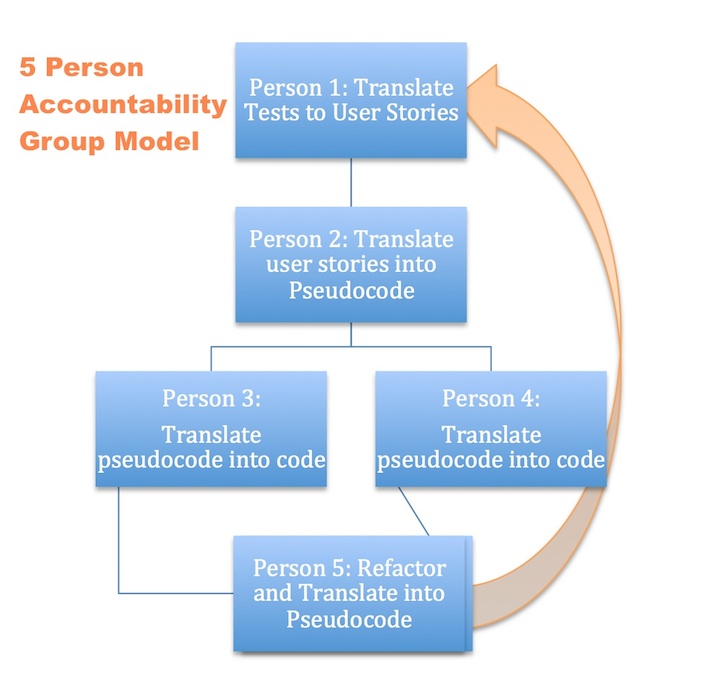 5 Person
Accountability
Group Model
Person 1: Translate
Tests to User Stories
Person 2: Translate
user stories into
Pseudocode
Person 3:
Translate
pseudocode into code
Person 4:
Translate
pseudocode into code
Person 5: Refactor
and Translate into
Pseudocode